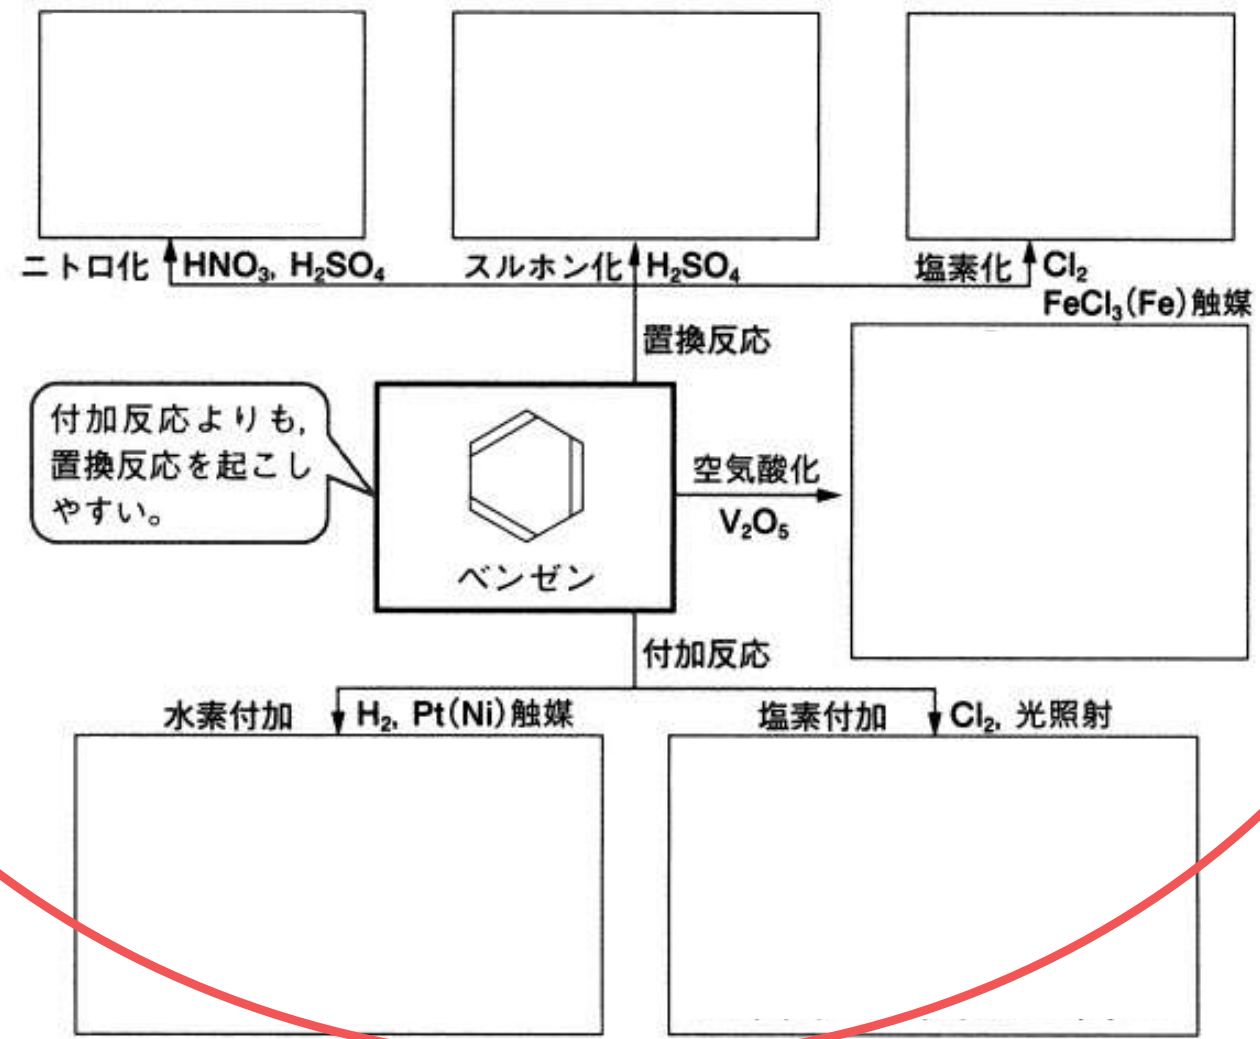 ニトロ化 HNO₃, H₂SO₄
スルホン化 H₂SO₄
塩素化 Cl₂
FeCl₃(Fe)触媒
置換反応
付加反応よりも,
置換反応を起こし
やすい。
ベンゼン
空気酸化
V₂O₅
付加反応
水素付加 H₂, Pt(Ni)触媒
塩素付加 Cl₂, 光照射